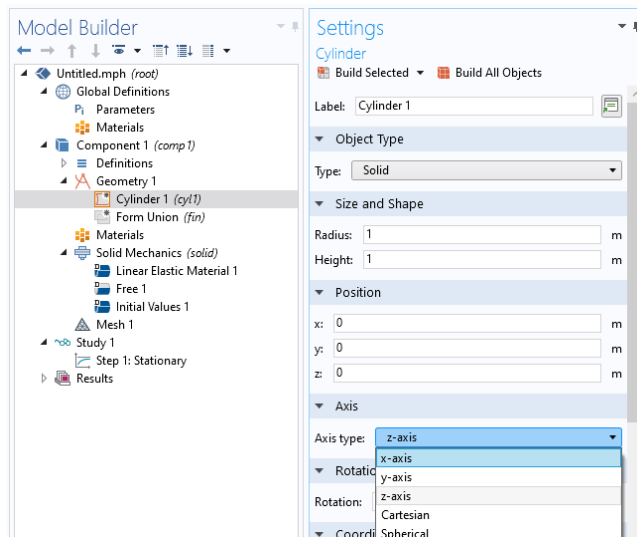 Model Builder
Untitled.mph (root)
Global Definitions
Pi Parameters
Materials
Component 1 (comp1)
Definitions
Geometry 1
Cylinder 1 (cyl1)
Form Union (fin)
Materials
Solid Mechanics (solid)
Linear Elastic Material 1
Free 1
Initial Values 1
Mesh 1
Study 1
Step 1: Stationary
Results
Settings
Cylinder
Build Selected
Build All Objects
Label: Cylinder 1
Object Type
Type: Solid
Size and Shape
Radius: 1 m
Height: 1 m
Position
x: 0 m
y: 0 m
z: 0 m
Axis
Axis type: z-axis
x-axis
Rotatio
y-axis
z-axis
Rotation:
Cartesian
Coordi
Spherical